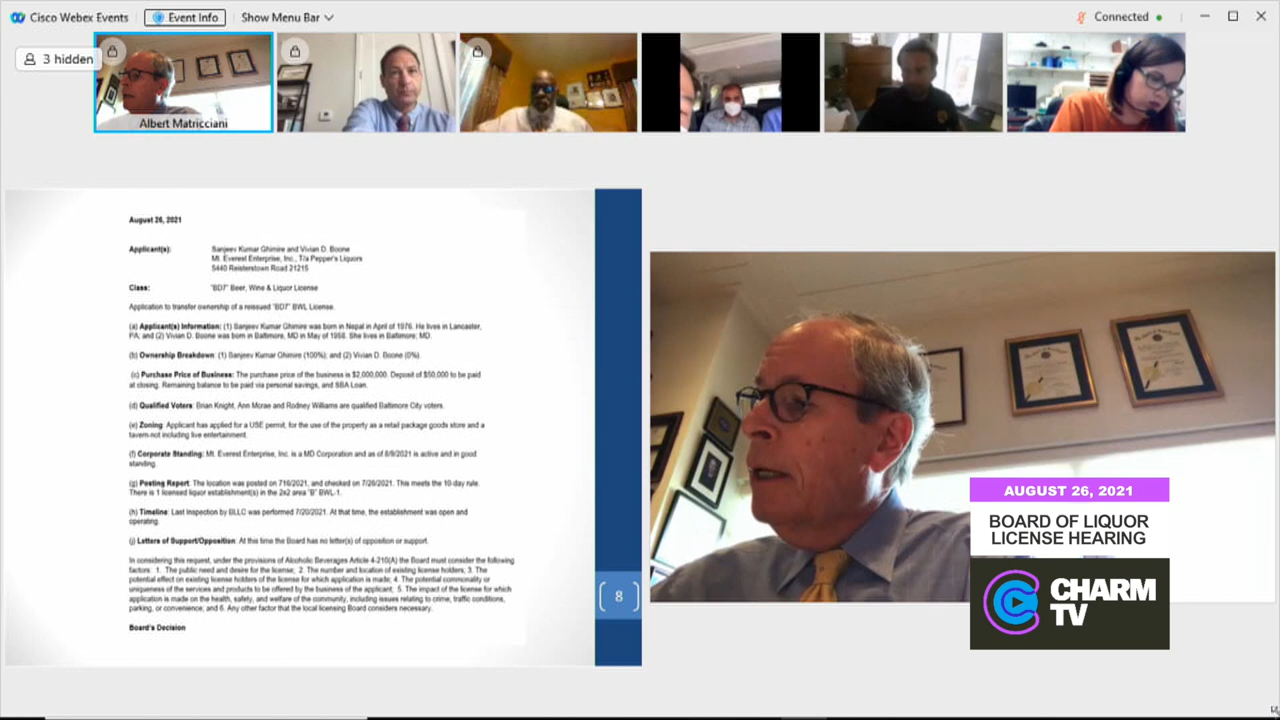 Cisco Webex Events
Event Info
Show Menu Bar
Connected
3 hidden
Albert Matricciani
August 26, 2021
Applicant(s): Sanjeev Kumar Ghimire and Vivian D. Boone
Mt. Everest Enterprise, Inc., T/a Pepper's Liquors
5440 Reisterstown Road 21215
Class: "BD7" Beer, Wine & Liquor License
Application to transfer ownership of a reissued "BD7" BWL License.
(a) Applicant(s) Information: (1) Sanjeev Kumar Ghimire was born in Nepal in April of 1976. He lives in Lancaster,
PA; and (2) Vivian D. Boone was born in Baltimore, MD in May of 1958. She lives in Baltimore; MD.
(b) Ownership Breakdown: (1) Sanjeev Kumar Ghimire (100%); and (2) Vivian D. Boone (0%).
(c) Purchase Price of Business: The purchase price of the business is $2,000,000. Deposit of $50,000 to be paid
at closing. Remaining balance to be paid via personal savings, and SBA Loan.
(d) Qualified Voters: Brian Knight, Ann Mcrae and Rodney Williams are qualified Baltimore City voters.
(e) Zoning: Applicant has applied for a USE permit, for the use of the property as a retail package goods store and a
tavern-not including live entertainment.
(f) Corporate Standing: Mt. Everest Enterprise, Inc. is a MD Corporation and as of 8/9/2021 is active and in good
standing.
(g) Posting Report: The location was posted on 716/2021, and checked on 7/26/2021. This meets the 10-day rule.
There is 1 licensed liquor establishment(s) in the 2x2 area "B" BWL-1.
(h) Timeline: Last Inspection by BLLC was performed 7/20/2021. At that time, the establishment was open and
operating.
(j) Letters of Support/Opposition: At this time the Board has no letter(s) of opposition or support.
In considering this request, under the provisions of Alcoholic Beverages Article 4-210(A) the Board must consider the following
factors: 1. The public need and desire for the license; 2. The number and location of existing license holders; 3. The
potential effect on existing license holders of the license for which application is made; 4. The potential commonality or
uniqueness of the services and products to be offered by the business of the applicant; 5. The impact of the license for which
application is made on the health, safety, and welfare of the community, including issues relating to crime, traffic conditions,
parking, or convenience; and 6. Any other factor that the local licensing Board considers necessary.
Board's Decision
8
AUGUST 26, 2021
BOARD OF LIQUOR
LICENSE HEARING
CHARM
TV